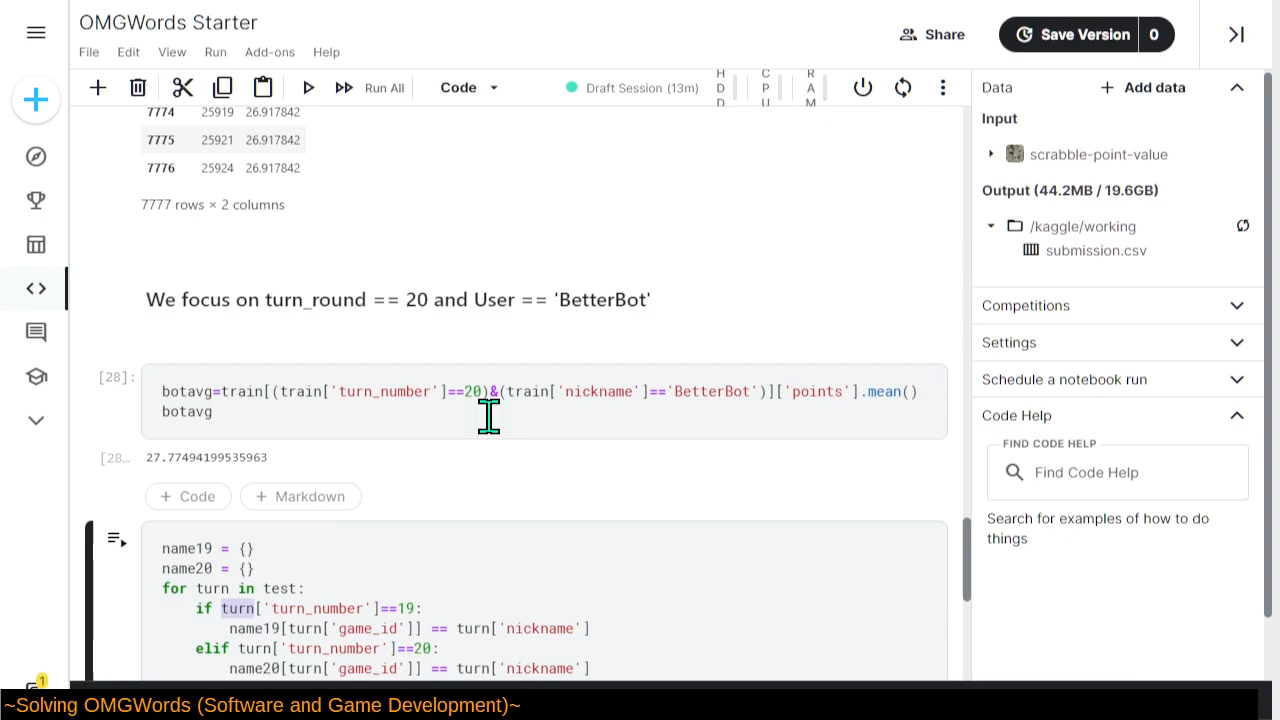 OMGWords Starter
File Edit View Run Add-ons Help
Share
Save Version 0
Run All
Code
Draft Session (13m)
HDD
CPU
RAM
7774 25919 26.917842
7775 25921 26.917842
7776 25924 26.917842
7777 rows × 2 columns
We focus on turn_round == 20 and User == 'BetterBot'
[28]:
botavg=train[(train['turn_number']==20)&(train['nickname']=='BetterBot')]['points'].mean()
botavg
[28...
27.77494199535963
+ Code + Markdown
name19 = {}
name20 = {}
for turn in test:
if turn['turn_number']==19:
name19[turn['game_id']] == turn['nickname']
elif turn['turn_number']==20:
name20[turn['game_id']] == turn['nickname']
Data
+ Add data
Input
scrabble-point-value
Output (44.2MB / 19.6GB)
/kaggle/working
submission.csv
Competitions
Settings
Schedule a notebook run
Code Help
FIND CODE HELP
Find Code Help
Search for examples of how to do
things
1
~Solving OMGWords (Software and Game Development)~